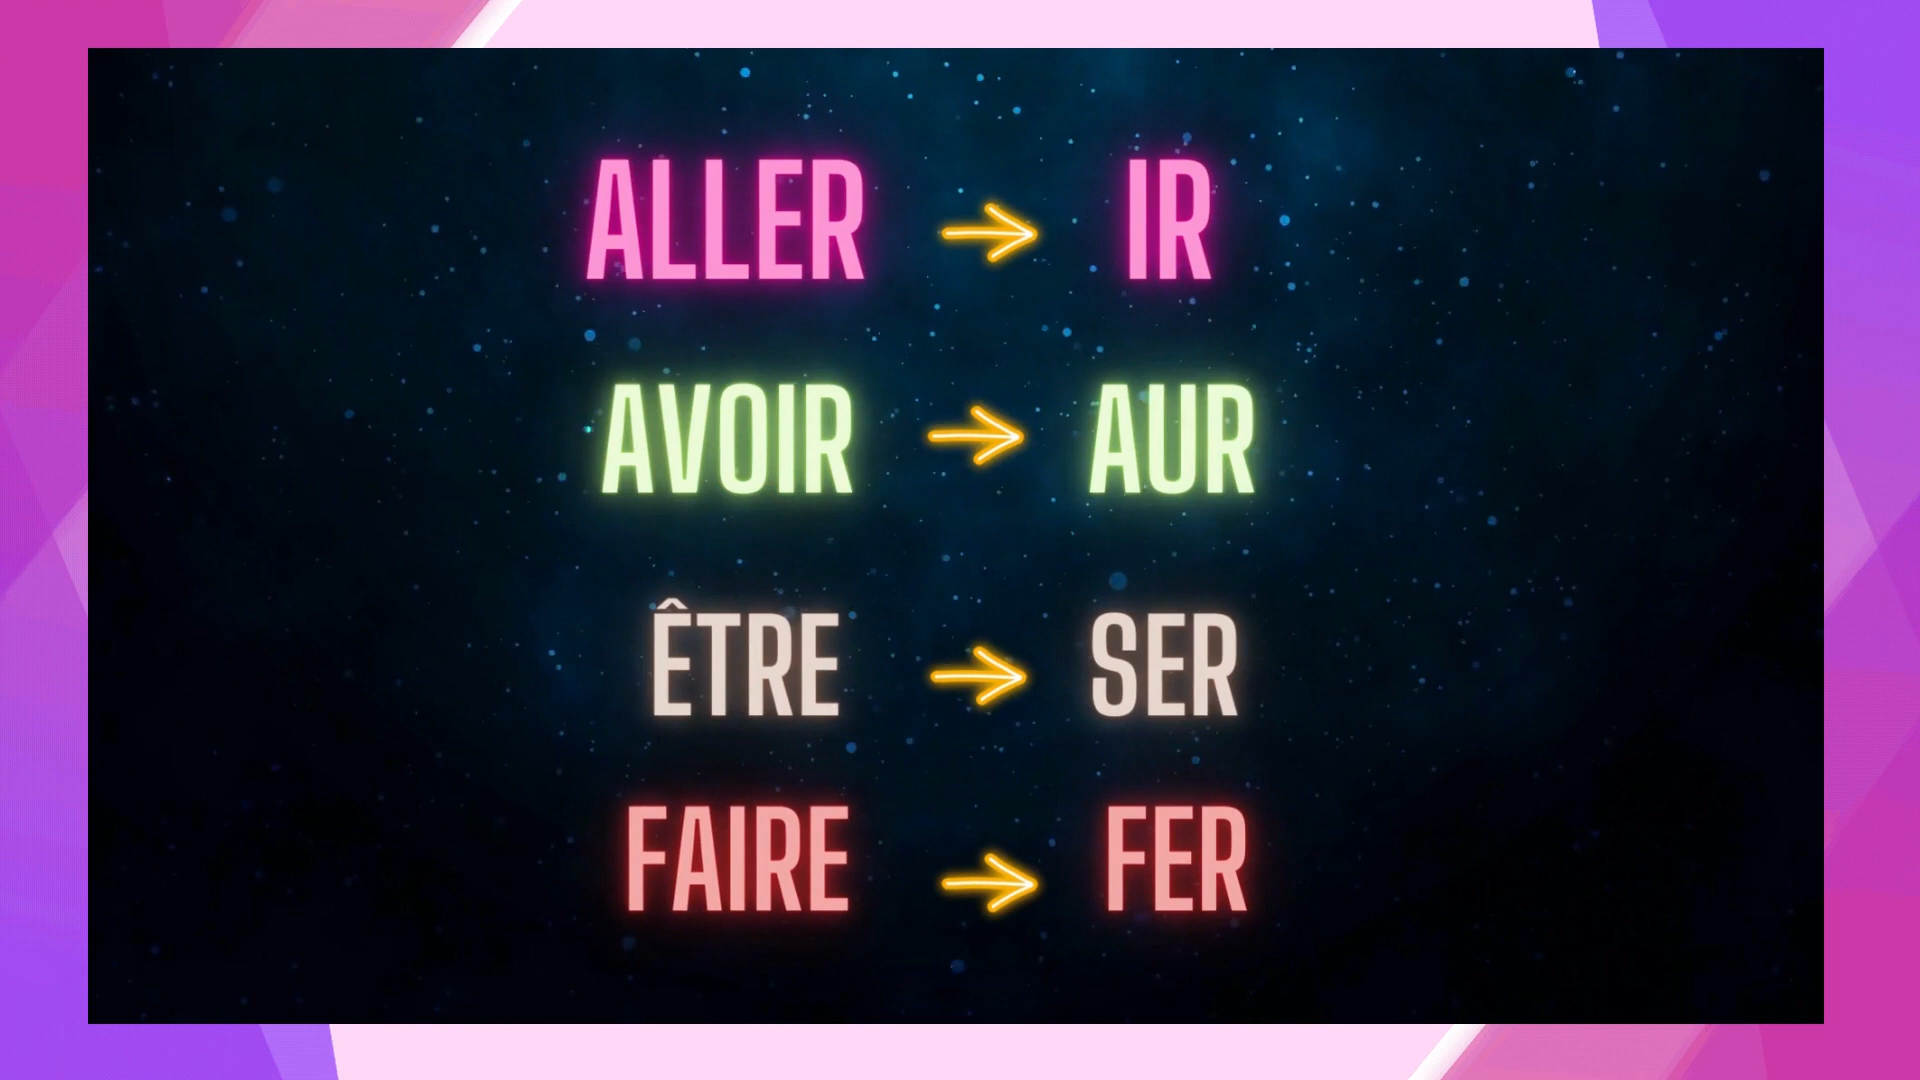 ALLER → IR
AVOIR → AUR
ÊTRE → SER
FAIRE → FER